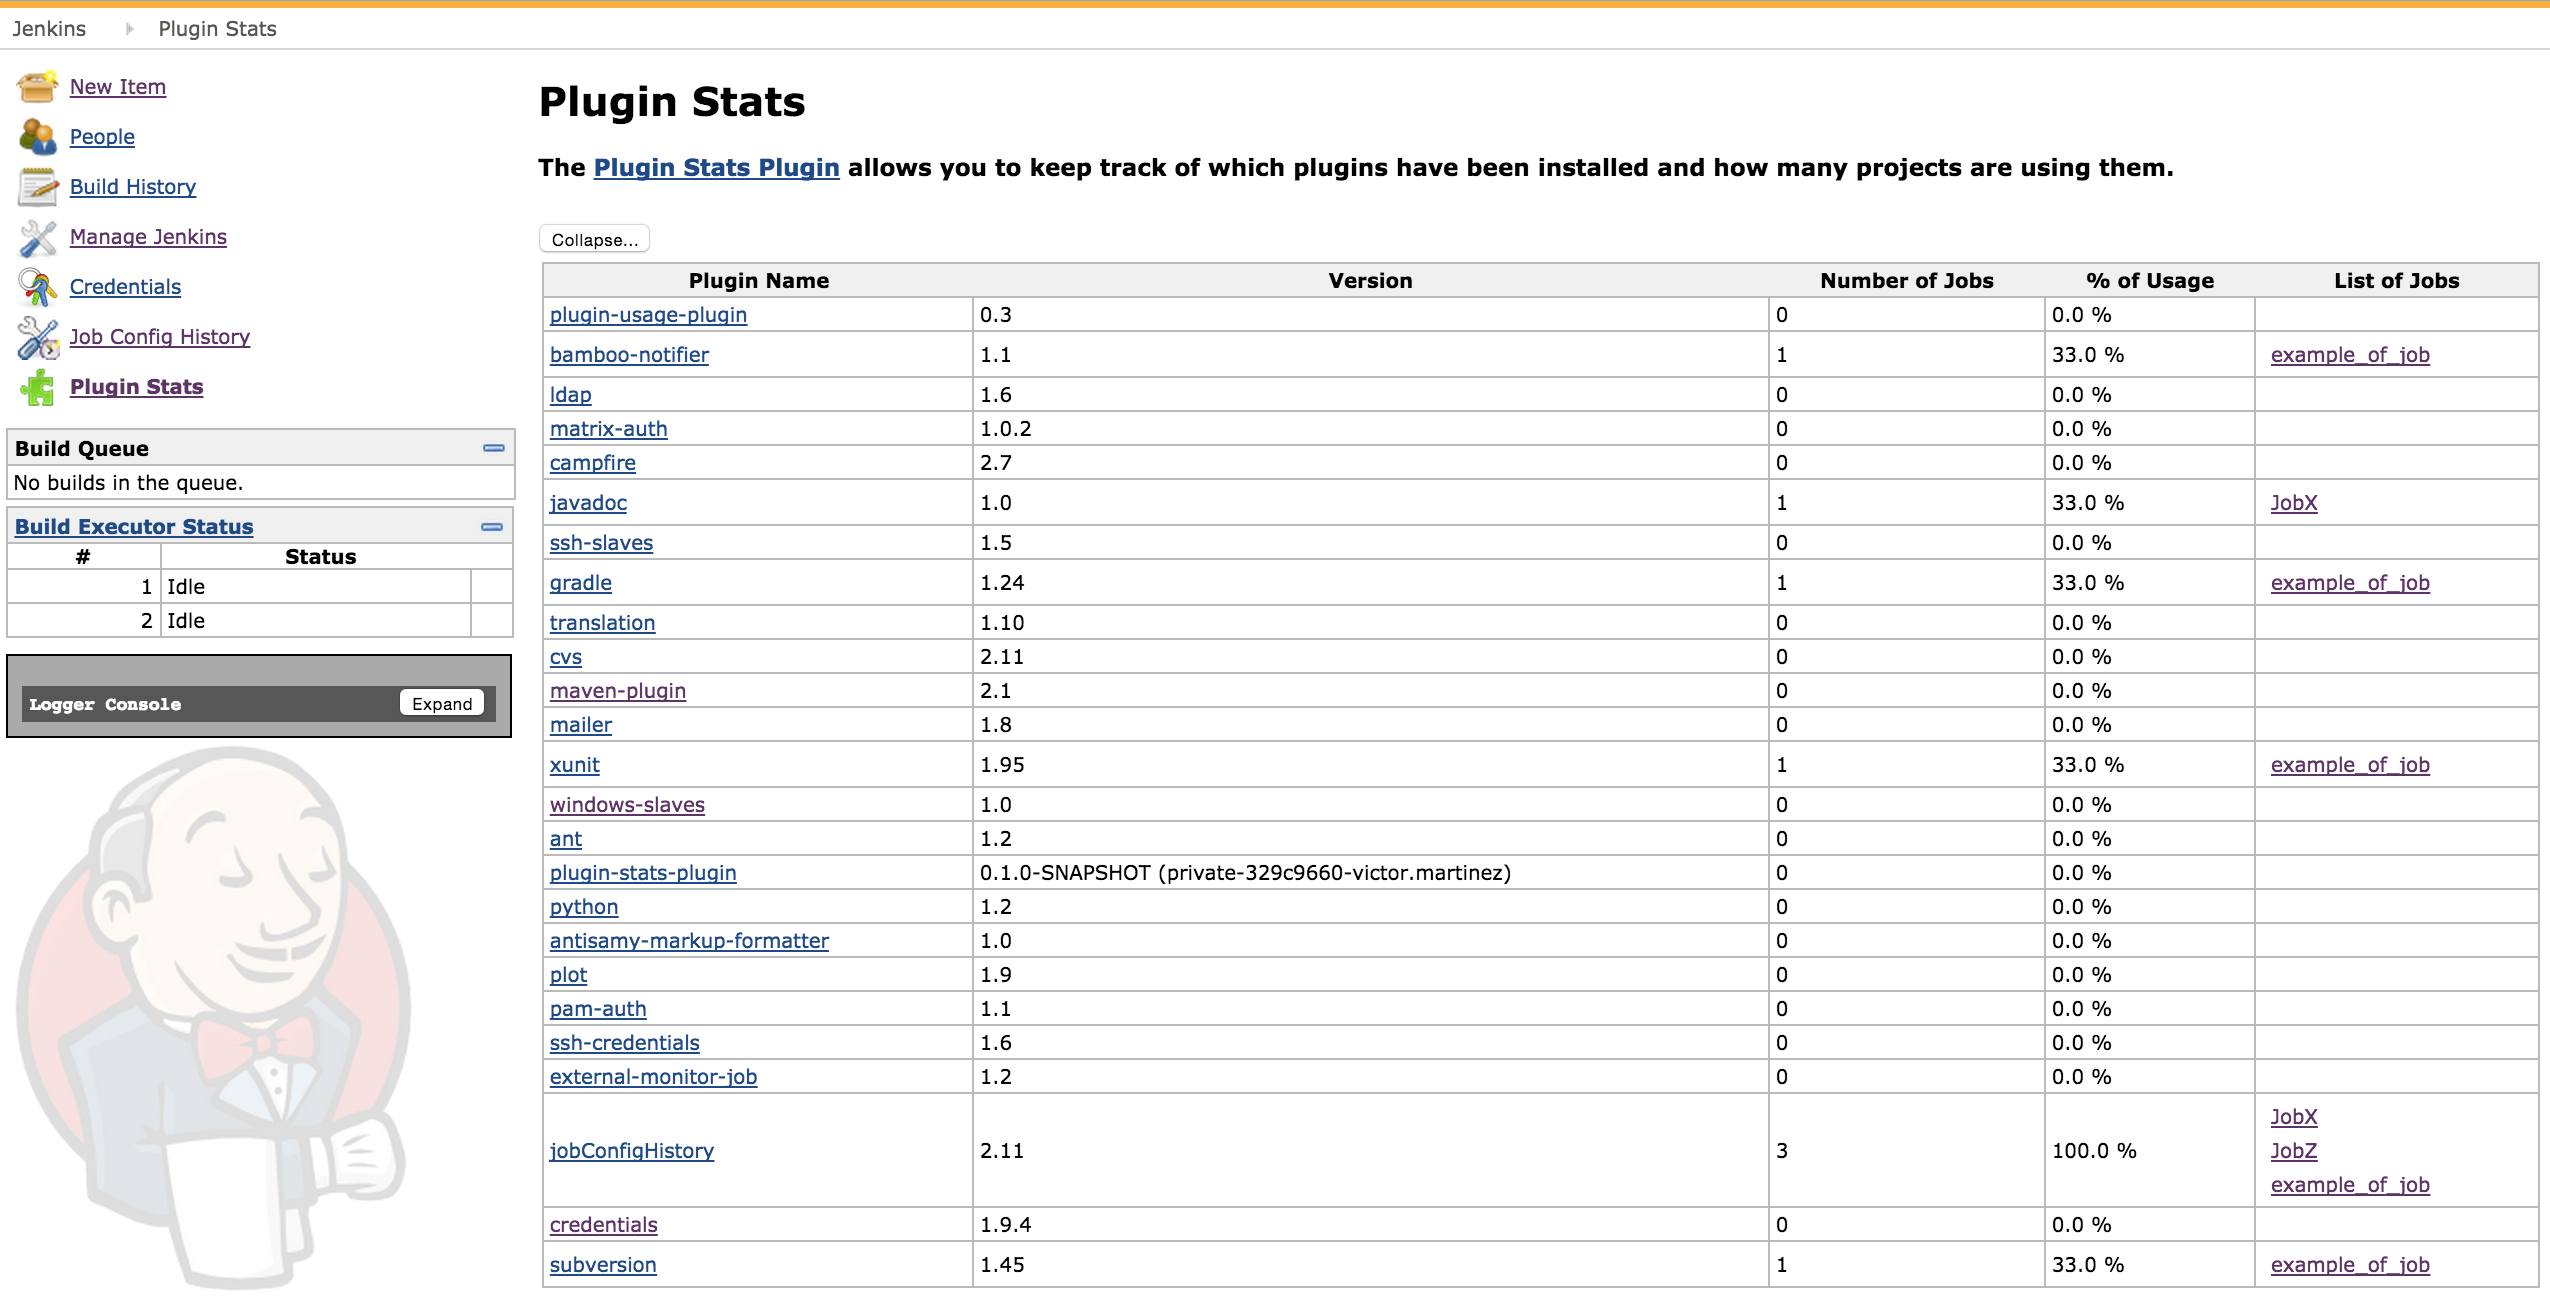 Jenkins Plugin Stats
New Item
People
Build History
Manage Jenkins
Credentials
Job Config History
Plugin Stats
Build Queue
No builds in the queue.
Build Executor Status
# Status
1 Idle
2 Idle
Logger Console Expand
Plugin Stats
The Plugin Stats Plugin allows you to keep track of which plugins have been installed and how many projects are using them.
Collapse...
Plugin Name Version Number of Jobs % of Usage List of Jobs
plugin-usage-plugin 0.3 0 0.0 %
bamboo-notifier 1.1 1 33.0 % example_of_job
ldap 1.6 0 0.0 %
matrix-auth 1.0.2 0 0.0 %
campfire 2.7 0 0.0 %
javadoc 1.0 1 33.0 % JobX
ssh-slaves 1.5 0 0.0 %
gradle 1.24 1 33.0 % example_of_job
translation 1.10 0 0.0 %
cvs 2.11 0 0.0 %
maven-plugin 2.1 0 0.0 %
mailer 1.8 0 0.0 %
xunit 1.95 1 33.0 % example_of_job
windows-slaves 1.0 0 0.0 %
ant 1.2 0 0.0 %
plugin-stats-plugin 0.1.0-SNAPSHOT (private-329c9660-victor.martinez) 0 0.0 %
python 1.2 0 0.0 %
antisamy-markup-formatter 1.0 0 0.0 %
plot 1.9 0 0.0 %
pam-auth 1.1 0 0.0 %
ssh-credentials 1.6 0 0.0 %
external-monitor-job 1.2 0 0.0 %
JobX
jobConfigHistory 2.11 3 100.0 % JobZ
example_of_job
credentials 1.9.4 0 0.0 %
subversion 1.45 1 33.0 % example_of_job